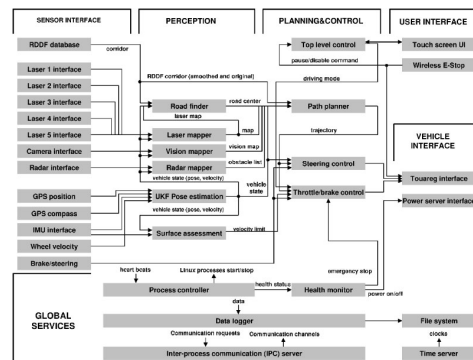 SENSOR INTERFACE
PERCEPTION
PLANNING&CONTROL
USER INTERFACE
RDDF database
corridor
Top level control
Touch screen UI
pause/disable command
Wireless E-Stop
Laser 1 interface
RDDF corridor (smoothed and original)
driving mode
Laser 2 interface
Laser 3 interface
Road finder
road center
Path planner
Laser 4 interface
laser map
Laser 5 interface
Laser mapper
map
trajectory
VEHICLE
INTERFACE
Camera interface
Vision mapper
vision map
Radar interface
Radar mapper
obstacle list
Steering control
vehicle state (pose, velocity)
vehicle
state
Touareg interface
GPS position
UKF Pose estimation
Throttle/brake control
Power server interface
GPS compass
vehicle state (pose, velocity)
IMU interface
Surface assessment
velocity limit
Wheel velocity
Brake/steering
heart beats
Linux processes start/stop
emergency stop
health status
Process controller
Health monitor
power on/off
GLOBAL
SERVICES
data
Data logger
File system
Communication requests
Communication channels
clocks
Inter-process communication (IPC) server
Time server